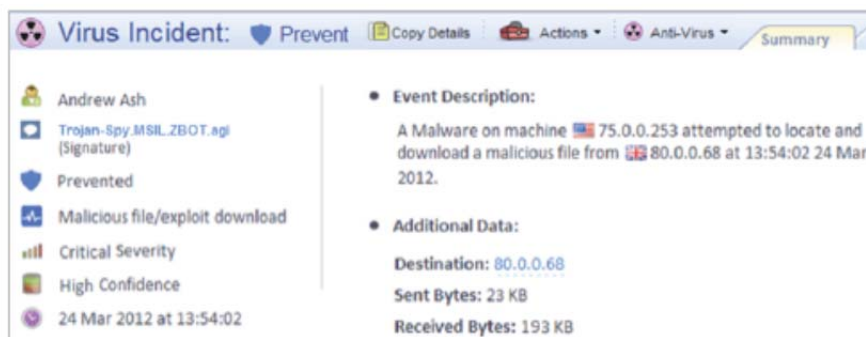 Virus Incident: Prevent Copy Details Actions Anti-Virus Summary
Andrew Ash
Trojan-Spy.MSIL.ZBOT.agl
(Signature)
Prevented
Malicious file/exploit download
Critical Severity
High Confidence
24 Mar 2012 at 13:54:02
Event Description:
A Malware on machine 75.0.0.253 attempted to locate and
download a malicious file from 80.0.0.68 at 13:54:02 24 Mar
2012.
Additional Data:
Destination: 80.0.0.68
Sent Bytes: 23 KB
Received Bytes: 193 KB